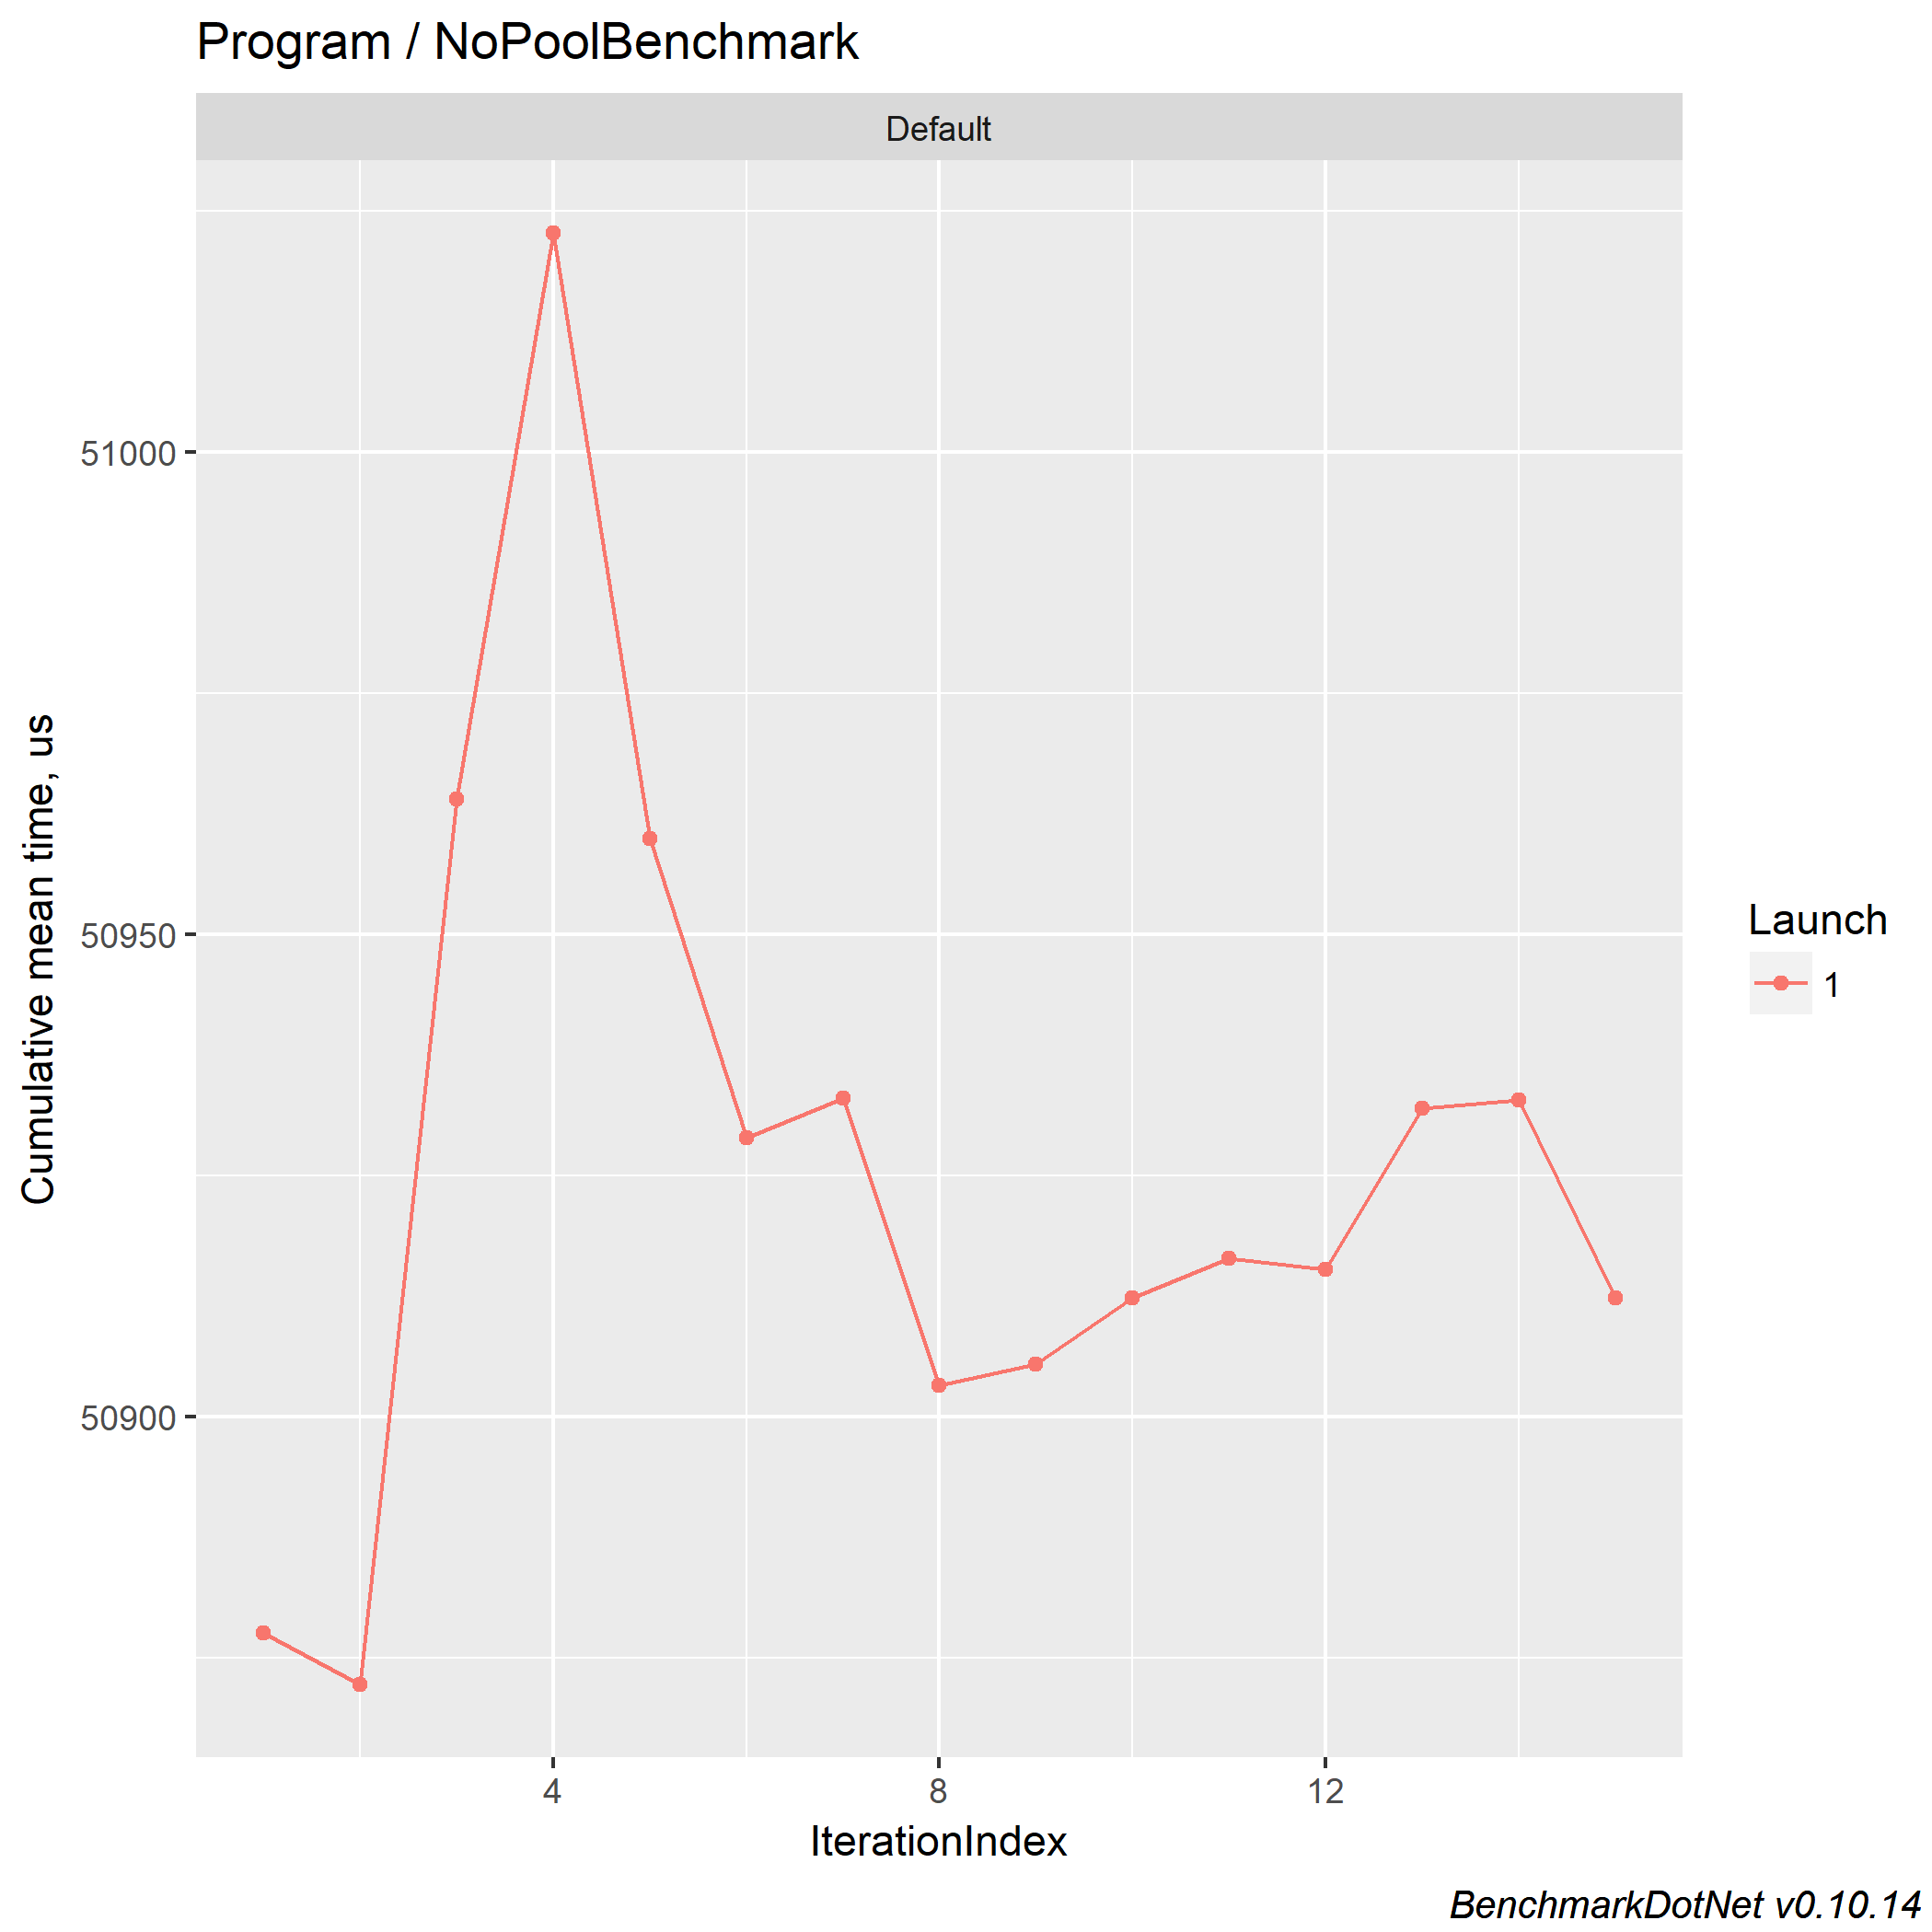 Program / NoPoolBenchmark
Default
51000
50950
50900
Cumulative mean time, us
4
8
12
IterationIndex
Launch
1
BenchmarkDotNet v0.10.14